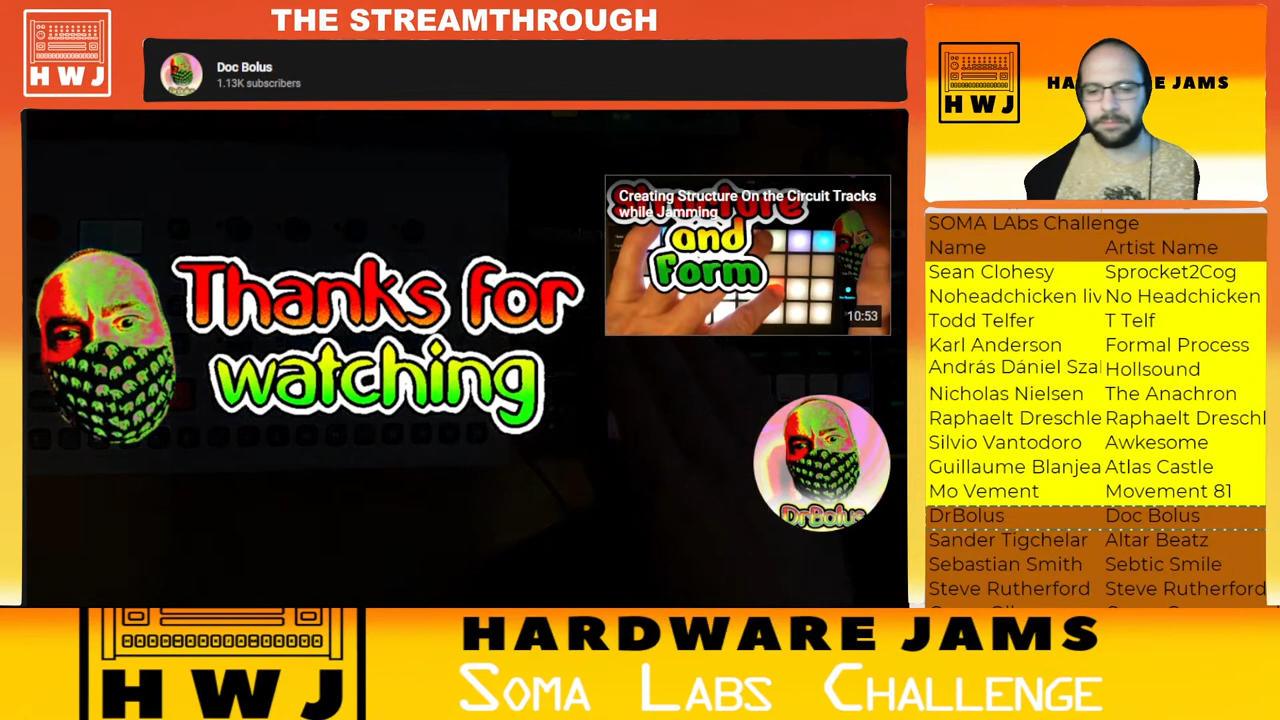 THE STREAMTHROUGH
HWJ
Doc Bolus
1.13K subscribers
HWJ
HARDWARE JAMS
Creating Structure On the Circuit Tracks
while Jamming
Structure
and
Form
10:53
Thanks for
watching
DrBolus
SOMA LAbs Challenge
Name Artist Name
Sean Clohesy Sprocket2Cog
Noheadchicken liv No Headchicken
Todd Telfer T Telf
Karl Anderson Formal Process
András Dániel Sza Hollsound
Nicholas Nielsen The Anachron
Raphaelt Dreschle Raphaelt Dreschl
Silvio Vantodoro Awkesome
Guillaume Blanjea Atlas Castle
Mo Vement Movement 81
DrBolus Doc Bolus
Sander Tigchelar Altar Beatz
Sebastian Smith Sebtic Smile
Steve Rutherford Steve Rutherford
HWJ
HARDWARE JAMS
SOMA LABS CHALLENGE